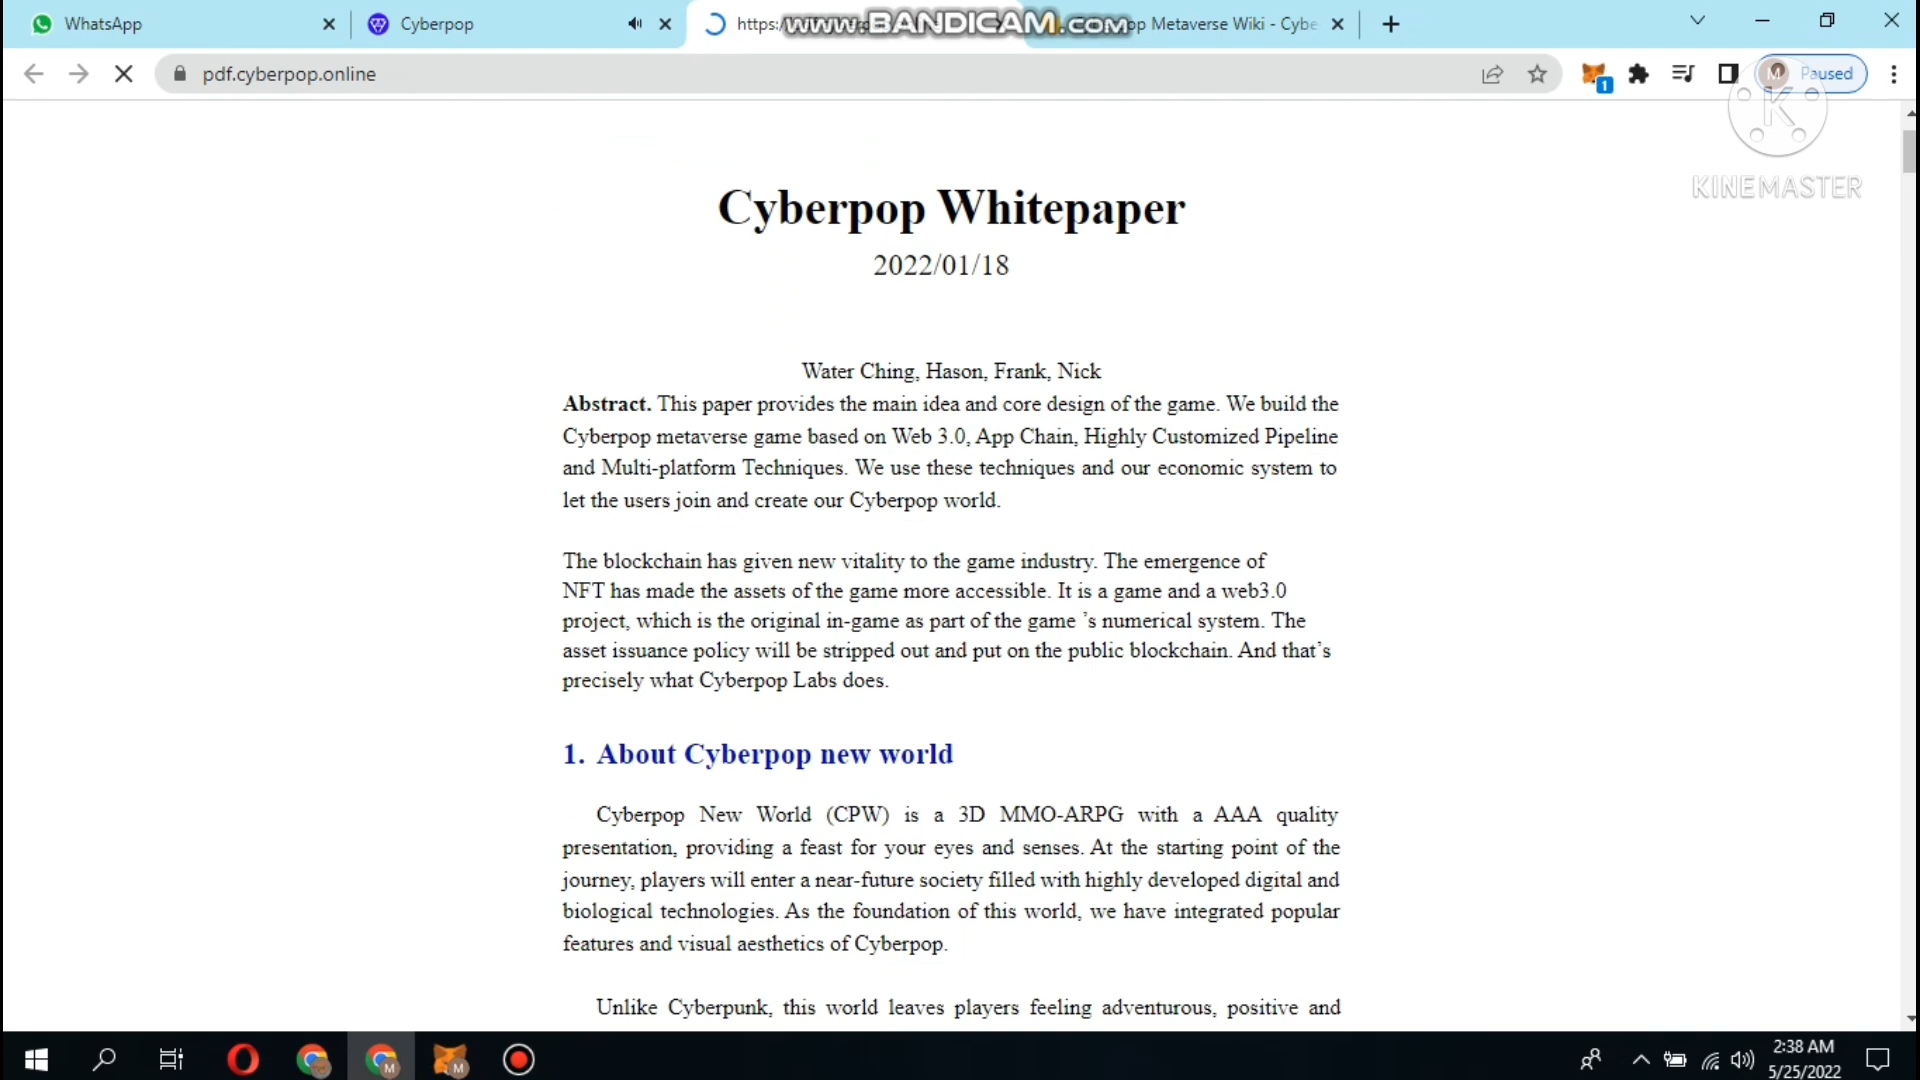 WhatsApp
Cyberpop
https:/
www.BANDICAM.com
op Metaverse Wiki - Cybe
pdf.cyberpop.online
1
M
Paused
K
KINEMASTER
Cyberpop Whitepaper
2022/01/18
Water Ching, Hason, Frank, Nick
Abstract. This paper provides the main idea and core design of the game. We build the
Cyberpop metaverse game based on Web 3.0, App Chain, Highly Customized Pipeline
and Multi-platform Techniques. We use these techniques and our economic system to
let the users join and create our Cyberpop world.
The blockchain has given new vitality to the game industry. The emergence of
NFT has made the assets of the game more accessible. It is a game and a web3.0
project, which is the original in-game as part of the game ’s numerical system. The
asset issuance policy will be stripped out and put on the public blockchain. And that’s
precisely what Cyberpop Labs does.
1. About Cyberpop new world
Cyberpop New World (CPW) is a 3D MMO-ARPG with a AAA quality
presentation, providing a feast for your eyes and senses. At the starting point of the
journey, players will enter a near-future society filled with highly developed digital and
biological technologies. As the foundation of this world, we have integrated popular
features and visual aesthetics of Cyberpop.
Unlike Cyberpunk, this world leaves players feeling adventurous, positive and
M
M
2:38 AM
5/25/2022